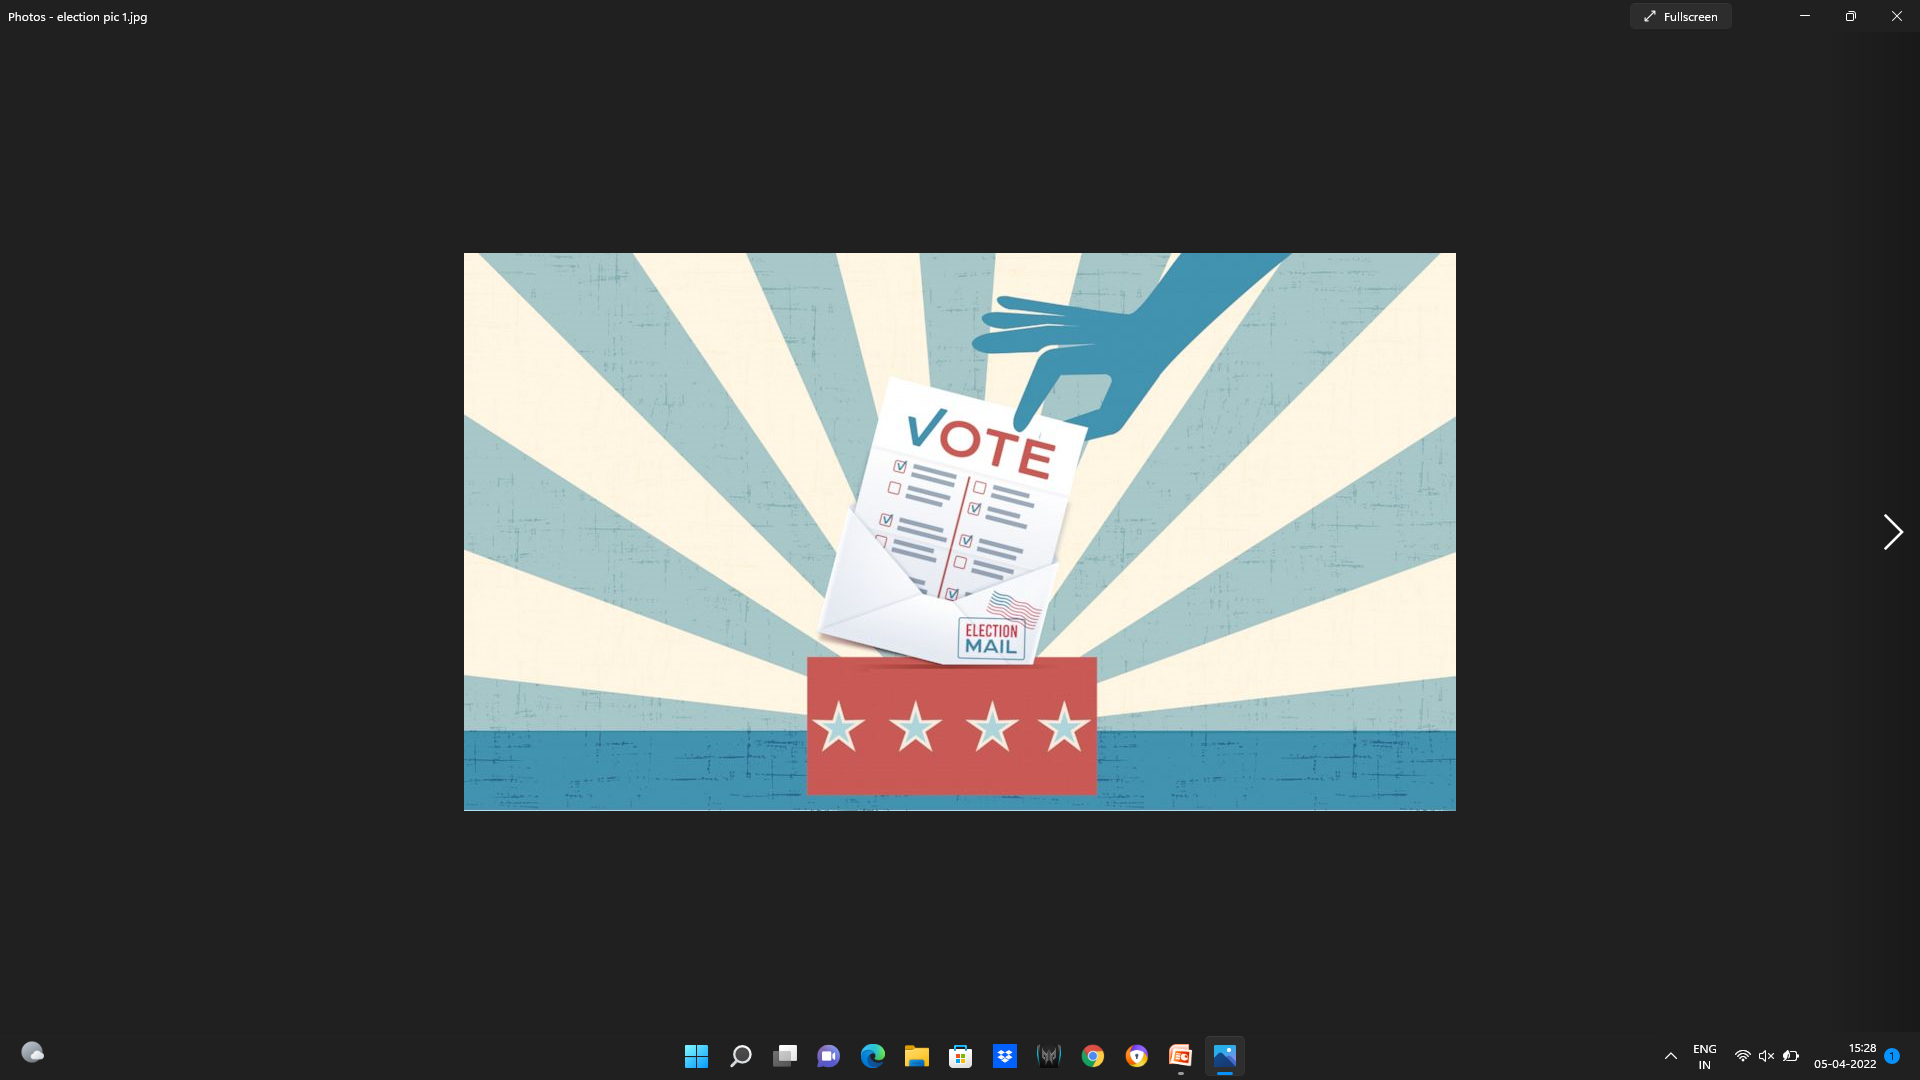 Photos - election pic 1.jpg
Fullscreen
VOTE
ELECTION
MAIL
ENG
IN
15:28
05-04-2022
1